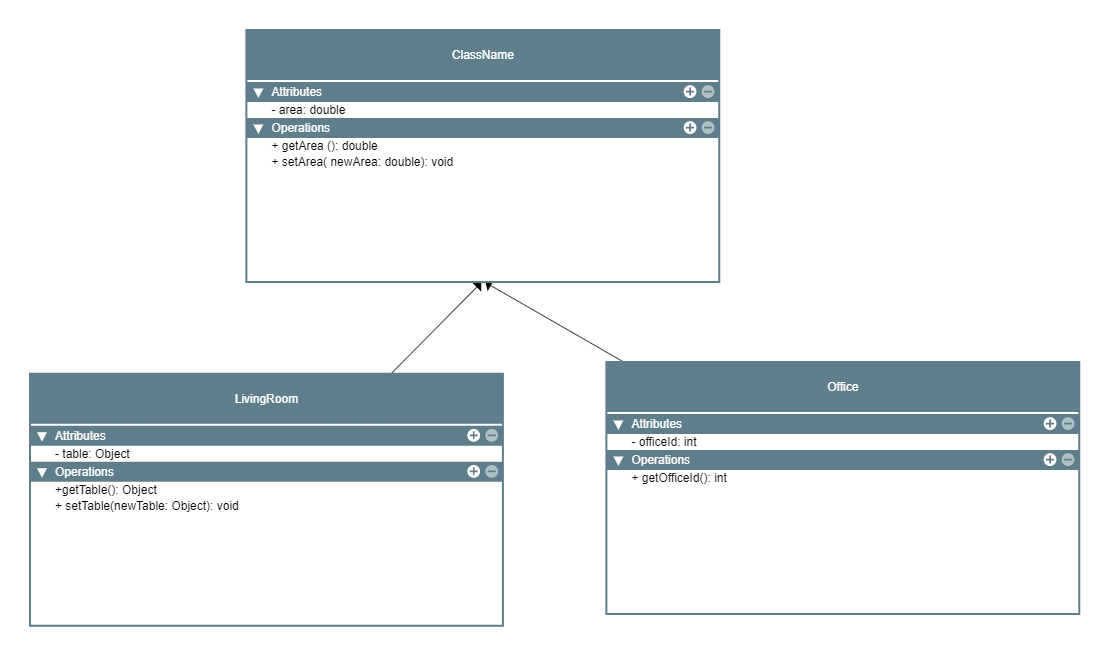 ClassName
Attributes
- area: double
Operations
+ getArea (): double
+ setArea( newArea: double): void
LivingRoom
Attributes
- table: Object
Operations
+getTable(): Object
+ setTable(newTable: Object): void
Office
Attributes
- officeId: int
Operations
+ getOfficeId(): int